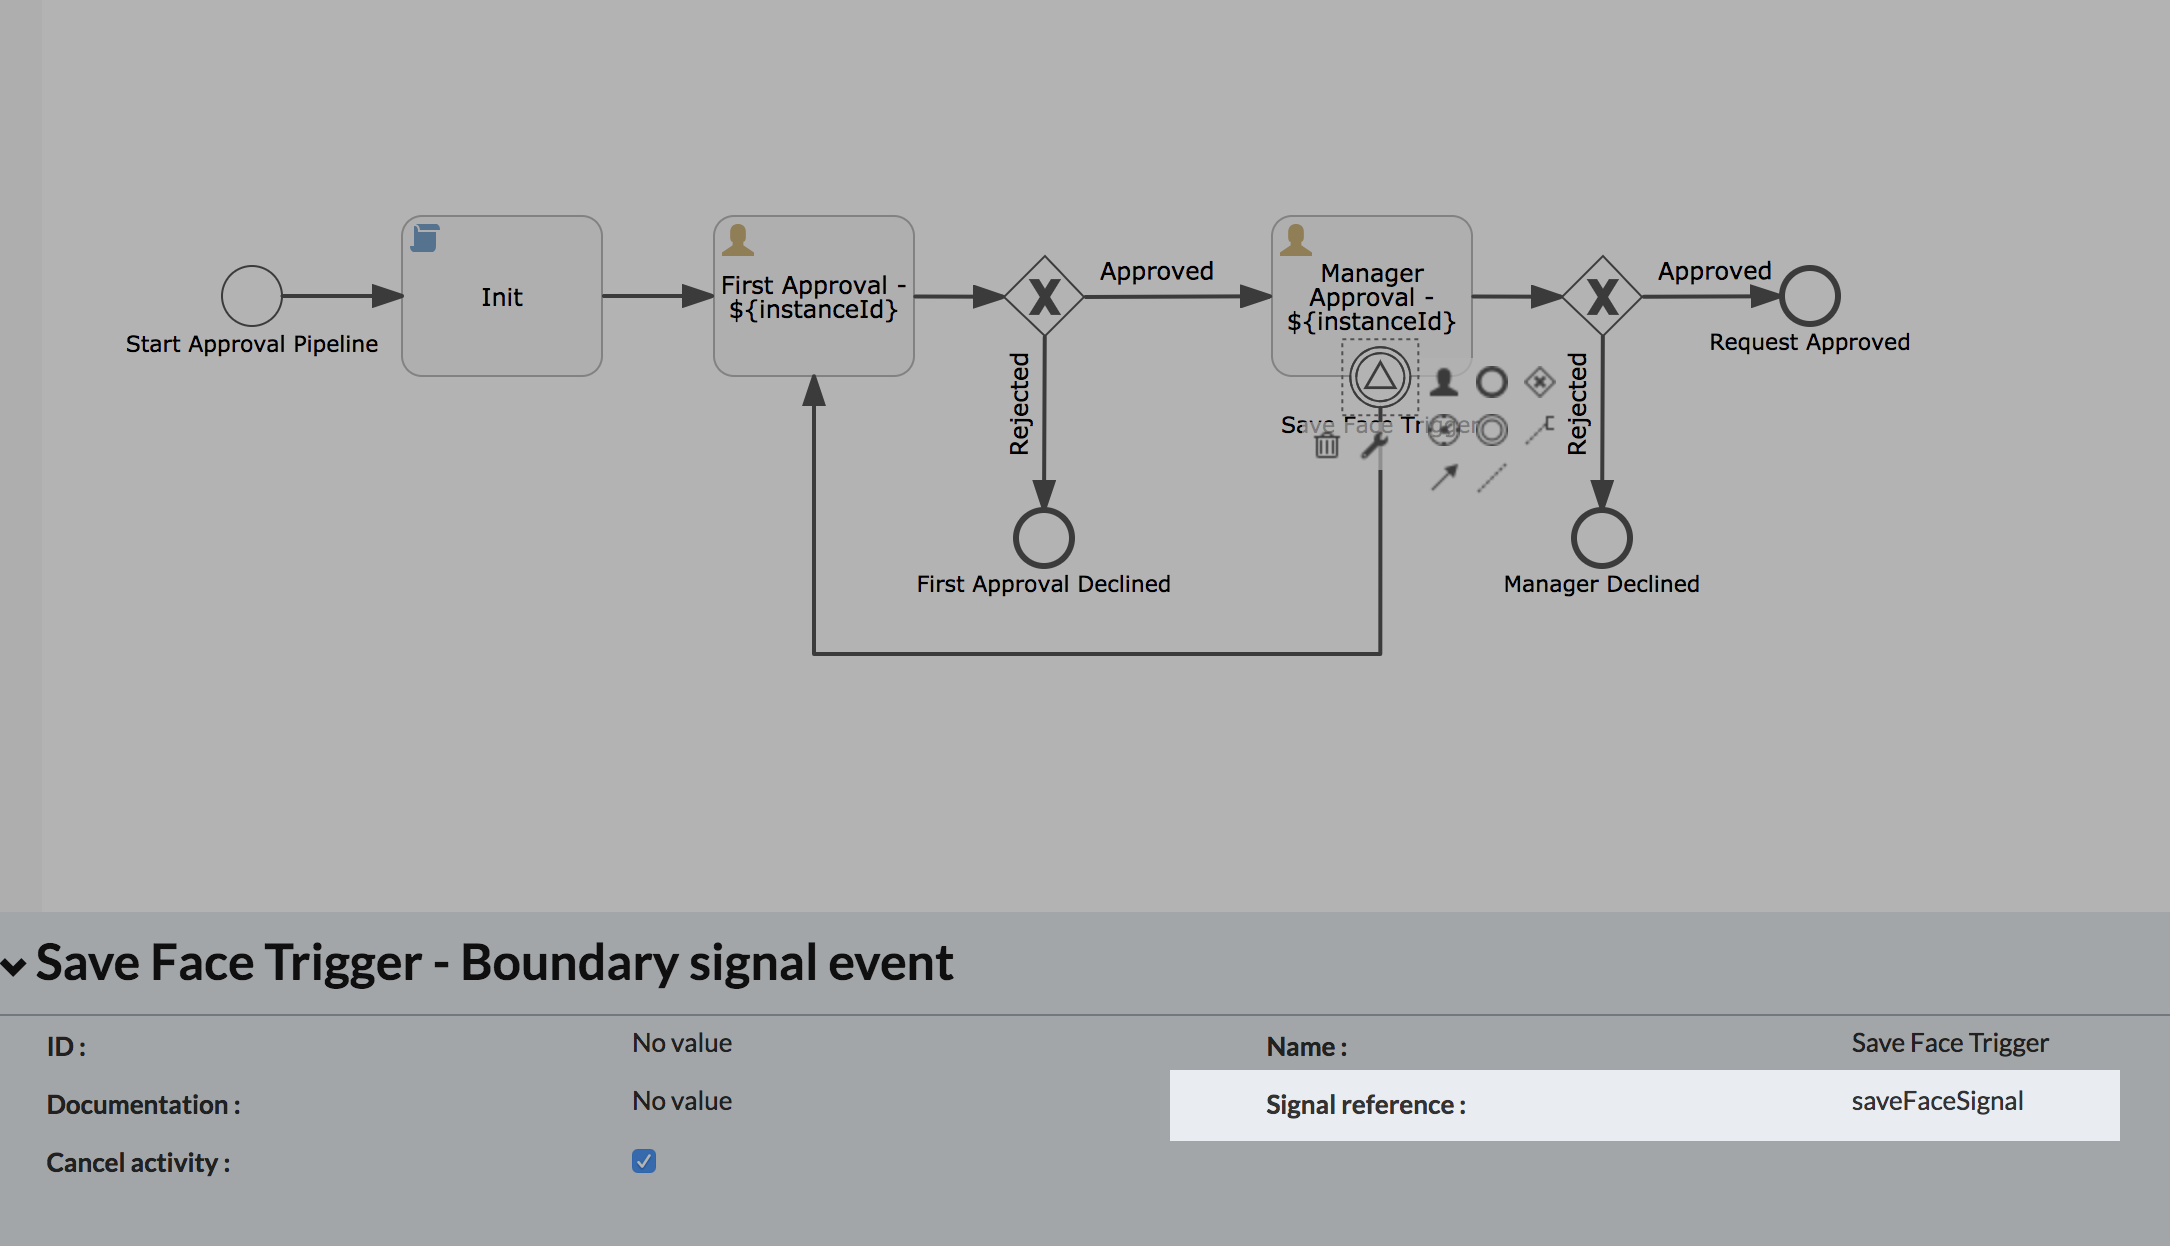 Start Approval Pipeline
Init
First Approval -
${instanceId}
X
Approved
Rejected
First Approval Declined
Manager
Approval -
${instanceId}
Save Face Trigger
X
Approved
Rejected
Request Approved
Manager Declined
Save Face Trigger - Boundary signal event
ID : No value
Name : Save Face Trigger
Documentation : No value
Signal reference : saveFaceSignal
Cancel activity :